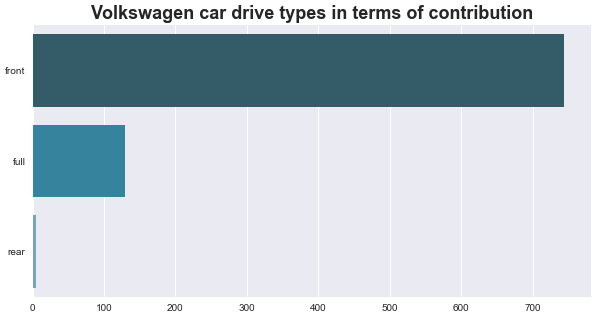 Volkswagen car drive types in terms of contribution
front
full
rear
0 100 200 300 400 500 600 700